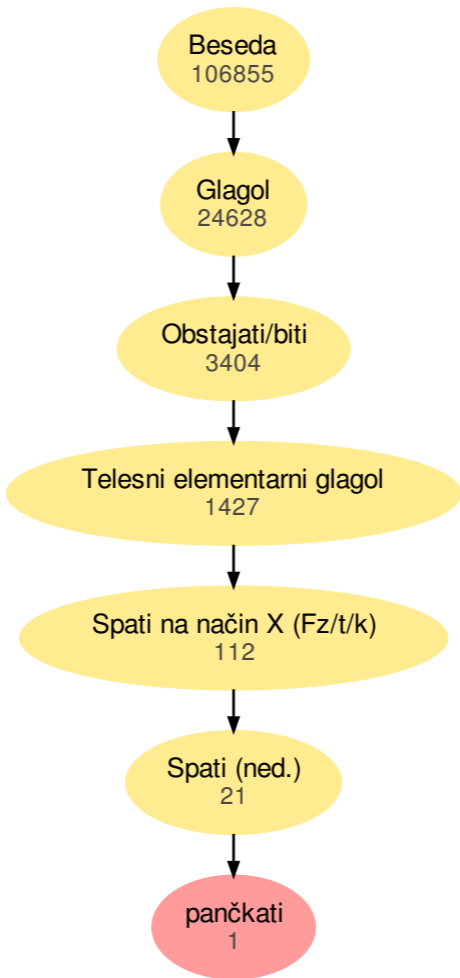 Beseda
106855
Glagol
24628
Obstajati/biti
3404
Telesni elementarni glagol
1427
Spati na način X (Fz/t/k)
112
Spati (ned.)
21
pančkati
1